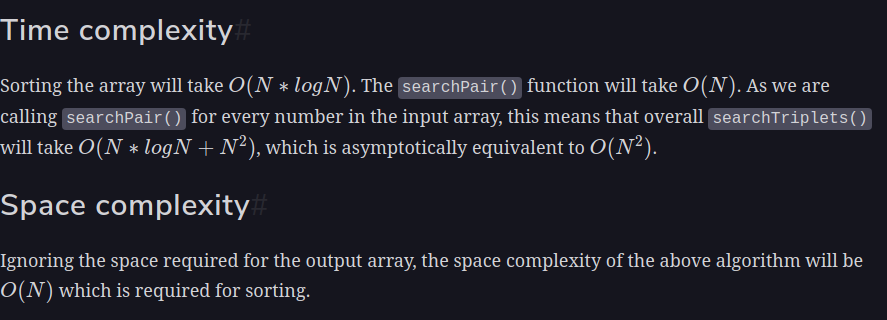 Time complexity#
Sorting the array will take O(N ∗ logN). The searchPair() function will take O(N). As we are
calling searchPair() for every number in the input array, this means that overall searchTriplets()
will take O(N ∗ logN + N²), which is asymptotically equivalent to O(N²).
Space complexity#
Ignoring the space required for the output array, the space complexity of the above algorithm will be
O(N) which is required for sorting.